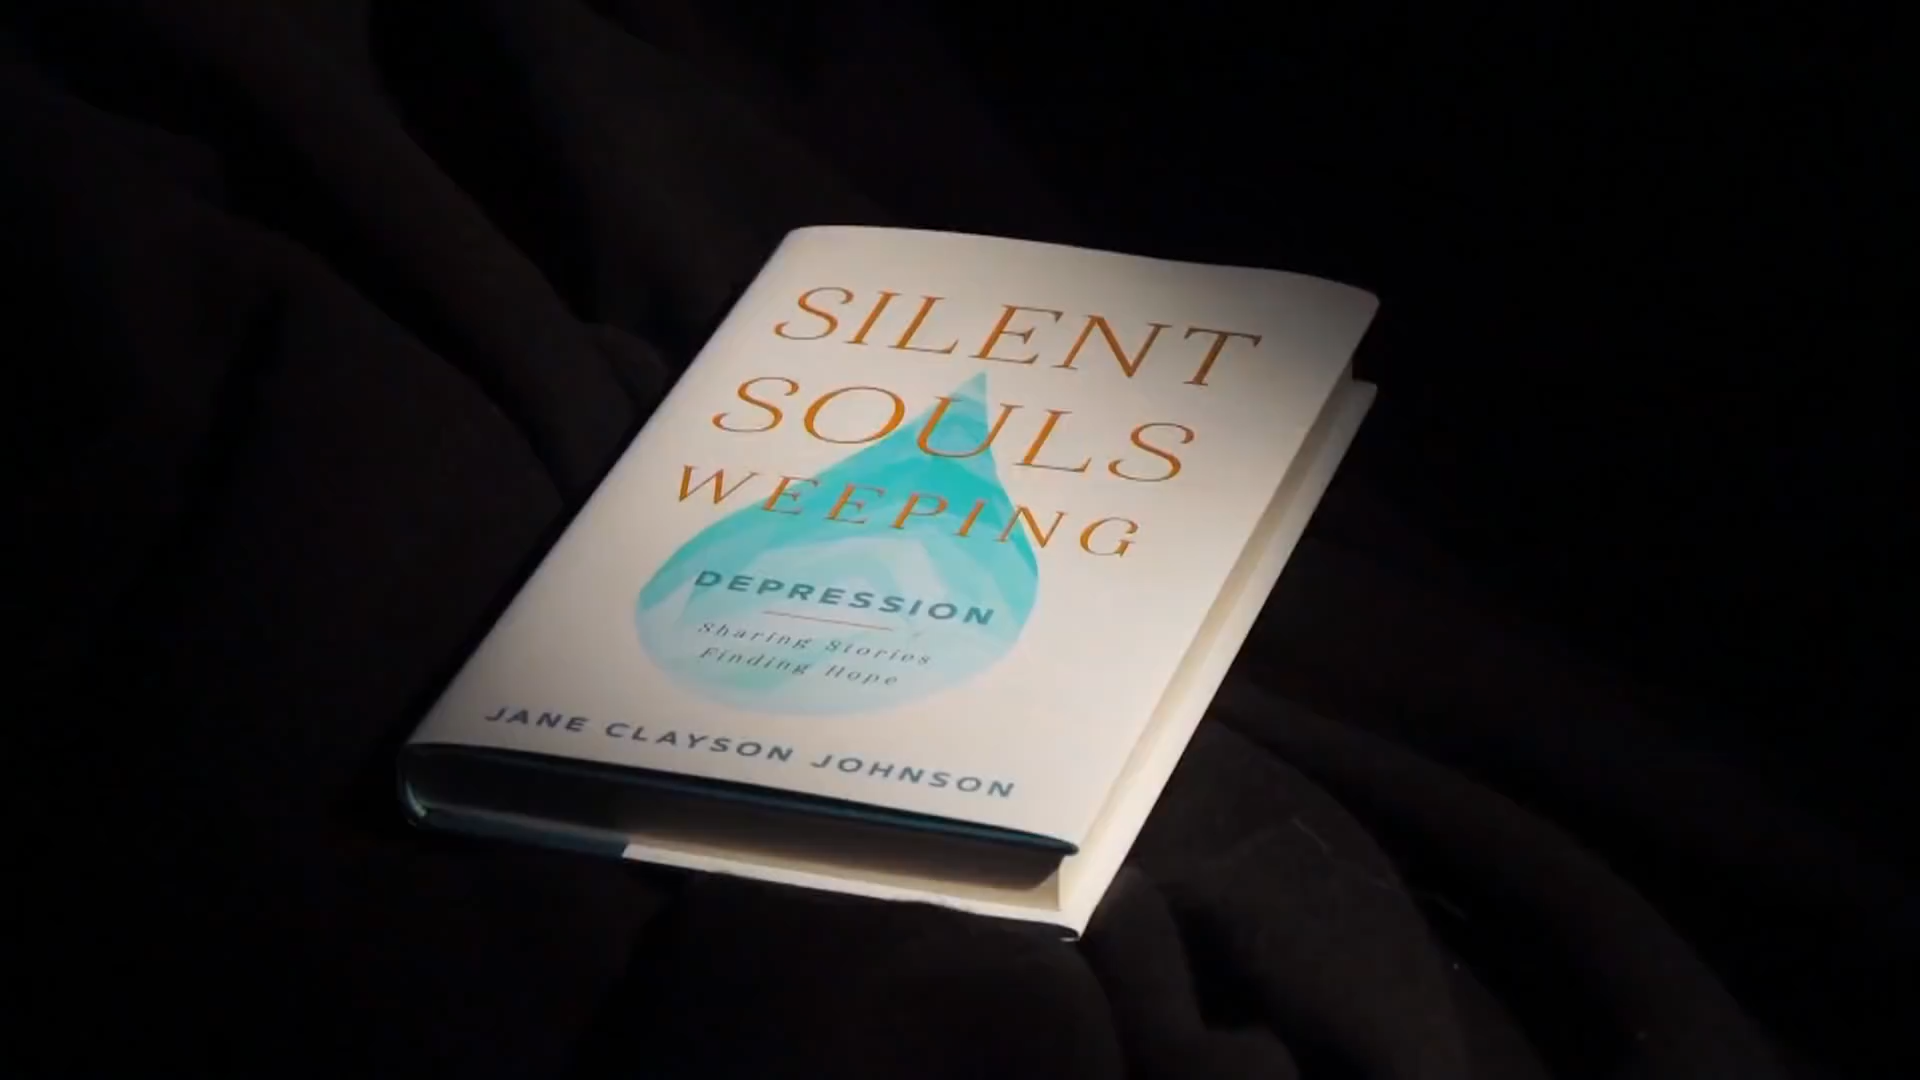 SILENT
SOULS
WEEPING
DEPRESSION
Sharing Stories
Finding Hope
JANE CLAYSON JOHNSON